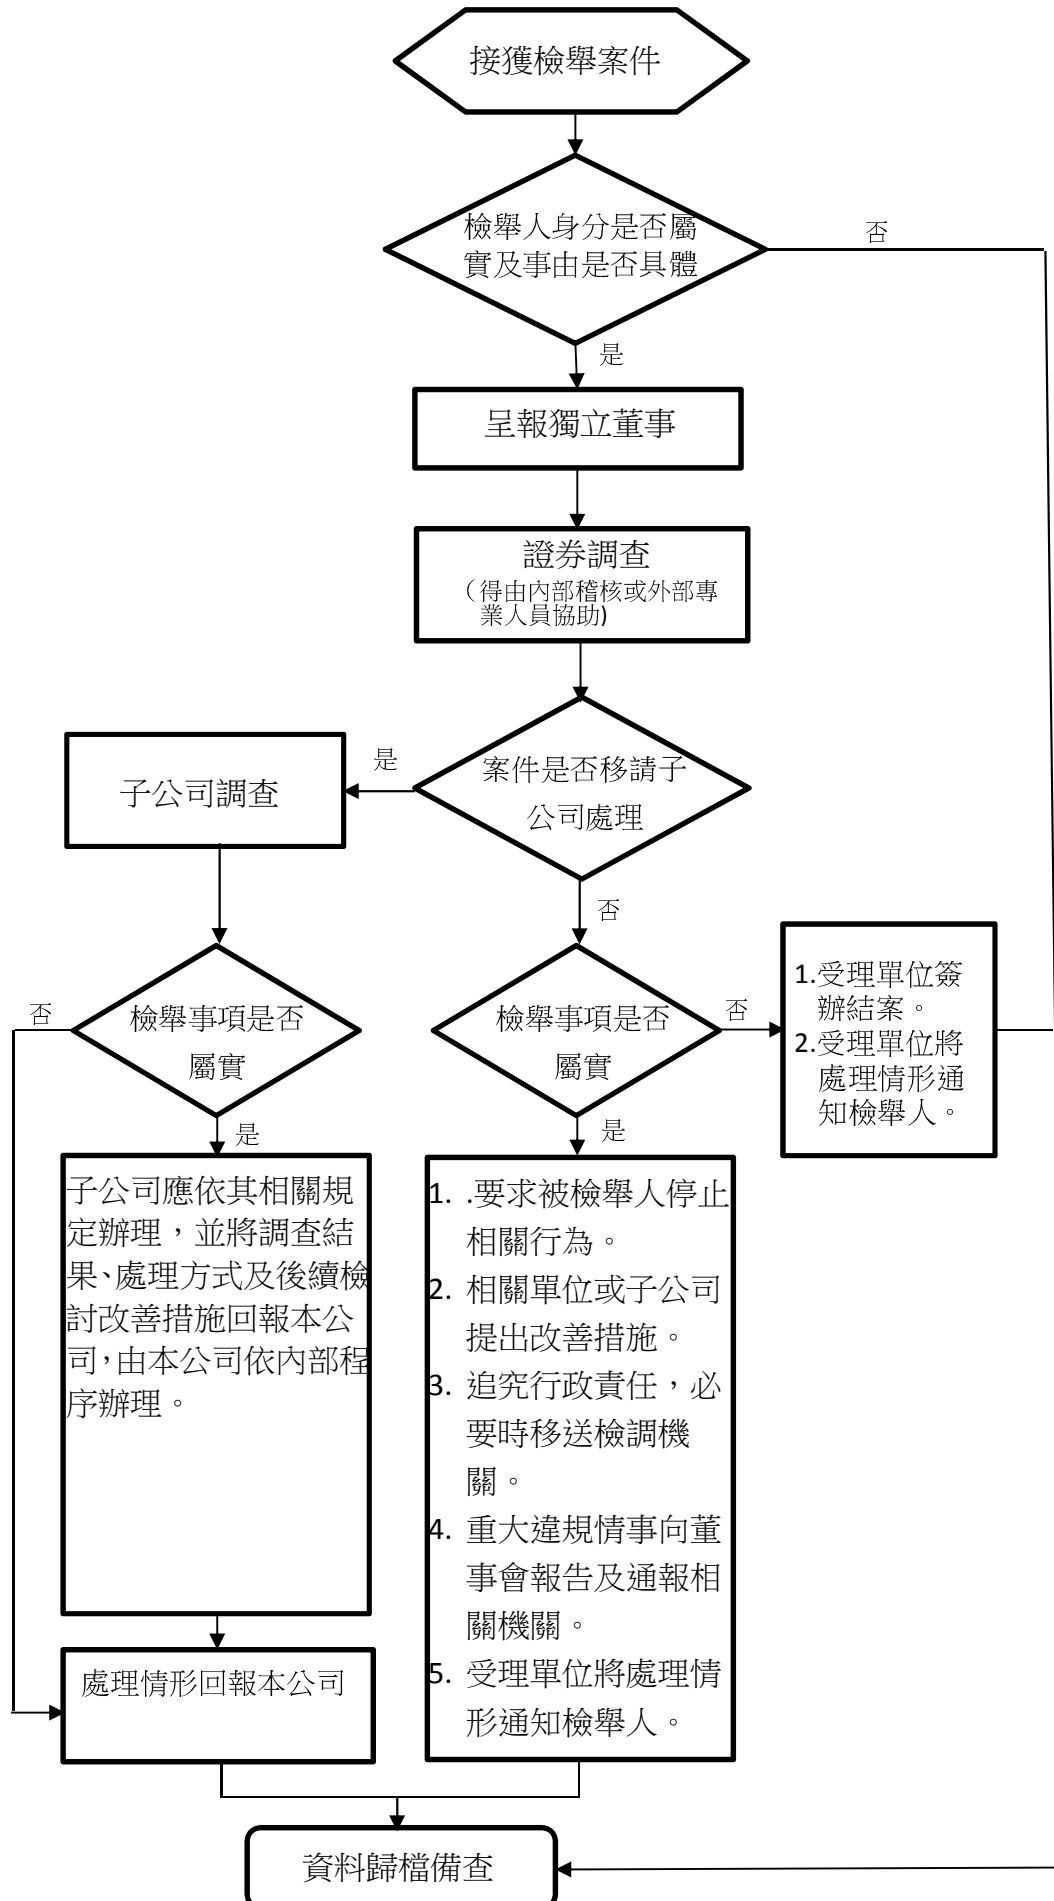 接獲檢舉案件
檢舉人身分是否屬
實及事由是否具體
否
是
呈報獨立董事
證券調查
（得由內部稽核或外部專
業人員協助)
案件是否移請子
公司處理
是
子公司調查
否
檢舉事項是否
屬實
否
是
檢舉事項是否
屬實
否
是
1.受理單位簽
辦結案。
2.受理單位將
處理情形通
知檢舉人。
子公司應依其相關規
定辦理，並將調查結
果、處理方式及後續檢
討改善措施回報本公
司，由本公司依內部程
序辦理。
1. .要求被檢舉人停止
相關行為。
2. 相關單位或子公司
提出改善措施。
3. 追究行政責任，必
要時移送檢調機
關。
4. 重大違規情事向董
事會報告及通報相
關機關。
5. 受理單位將處理情
形通知檢舉人。
處理情形回報本公司
資料歸檔備查